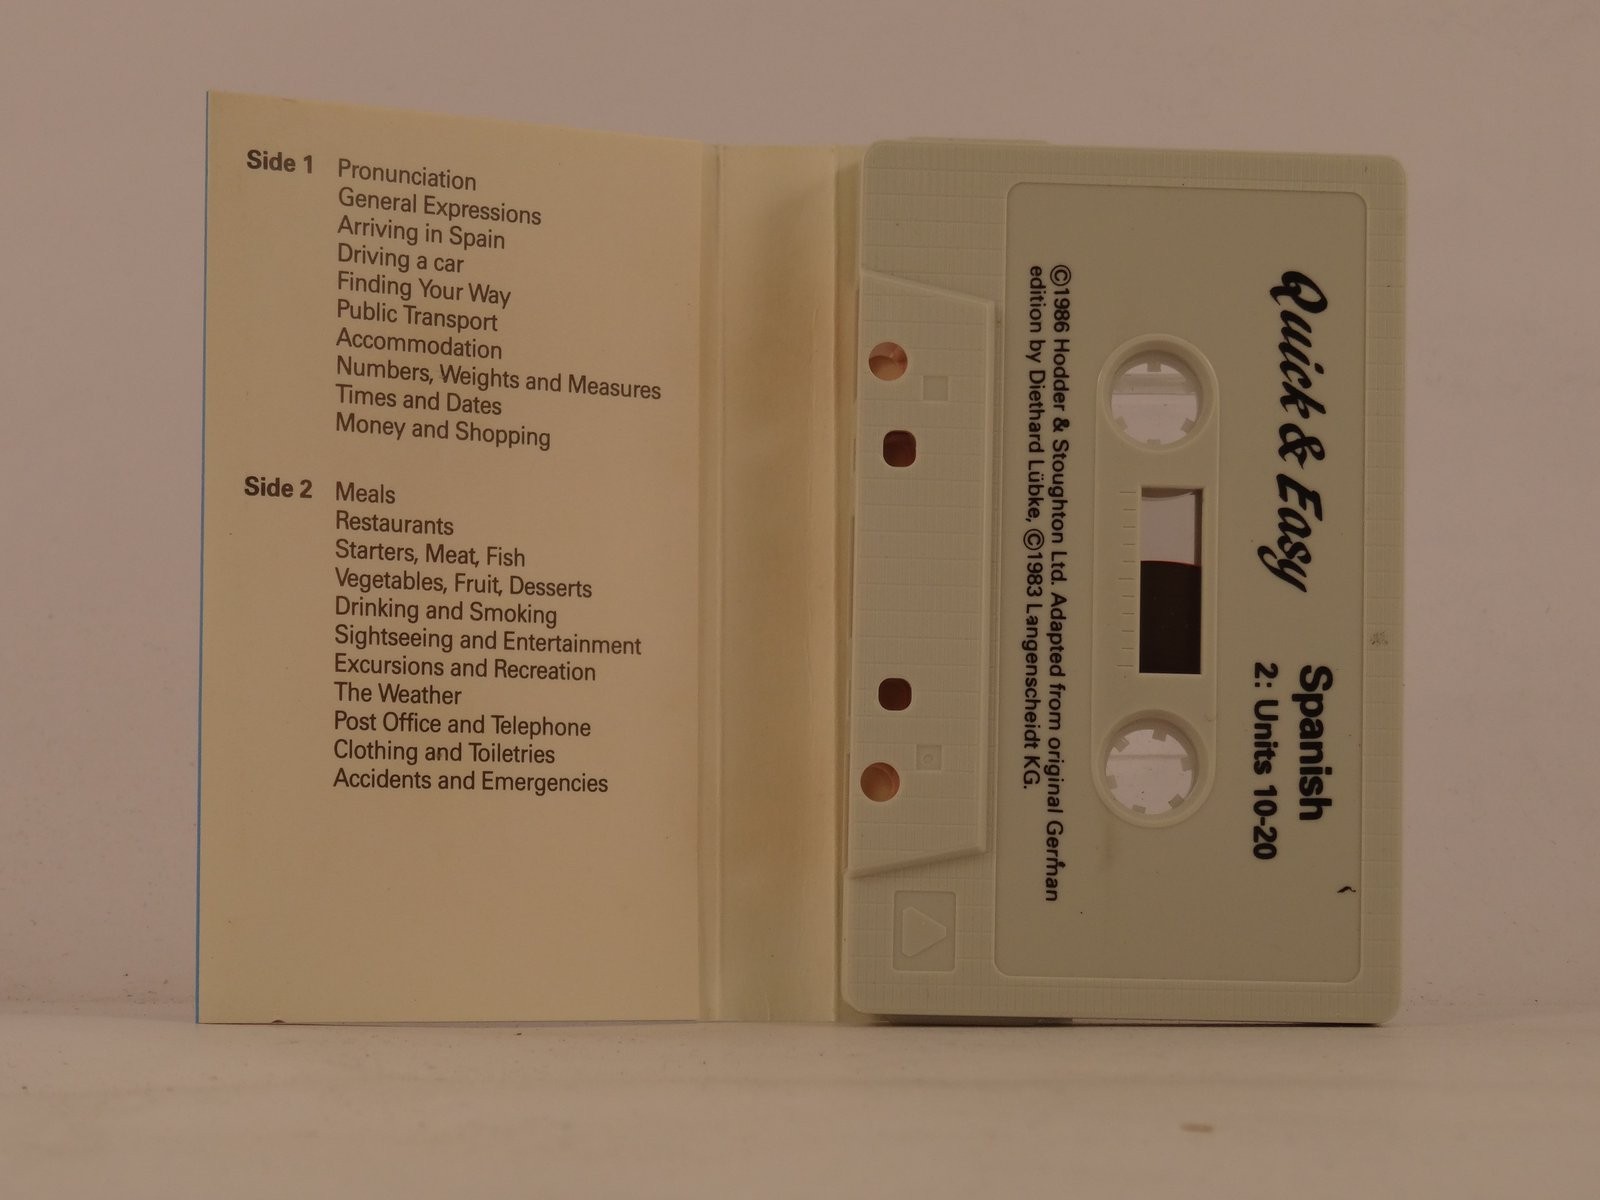 Side 1 Pronunciation
General Expressions
Arriving in Spain
Driving a car
Finding Your Way
Public Transport
Accommodation
Numbers, Weights and Measures
Times and Dates
Money and Shopping
Side 2 Meals
Restaurants
Starters, Meat, Fish
Vegetables, Fruit, Desserts
Drinking and Smoking
Sightseeing and Entertainment
Excursions and Recreation
The Weather
Post Office and Telephone
Clothing and Toiletries
Accidents and Emergencies
Quick & Easy Spanish
2: Units 10-20
©1986 Hodder & Stoughton Ltd. Adapted from original German
edition by Diethard Lübke, ©1983 Langenscheidt KG.